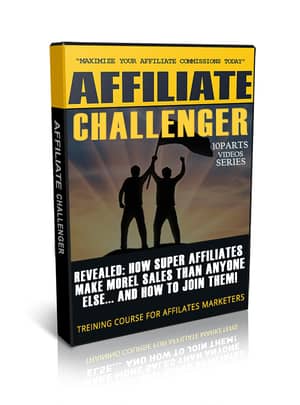 "MAXIMIZE YOUR AFFILIATE COMMISSIONS TODAY"
AFFILIATE
CHALLENGER
10PARTS
VIDEOS
SERIES
REVEALED: HOW SUPER AFFILIATES
MAKE MOREL SALES THAN ANYONE
ELSE... AND HOW TO JOIN THEM!
TREINING COURSE FOR AFFILATES MARKETERS
AFFILIATE CHALLENGER